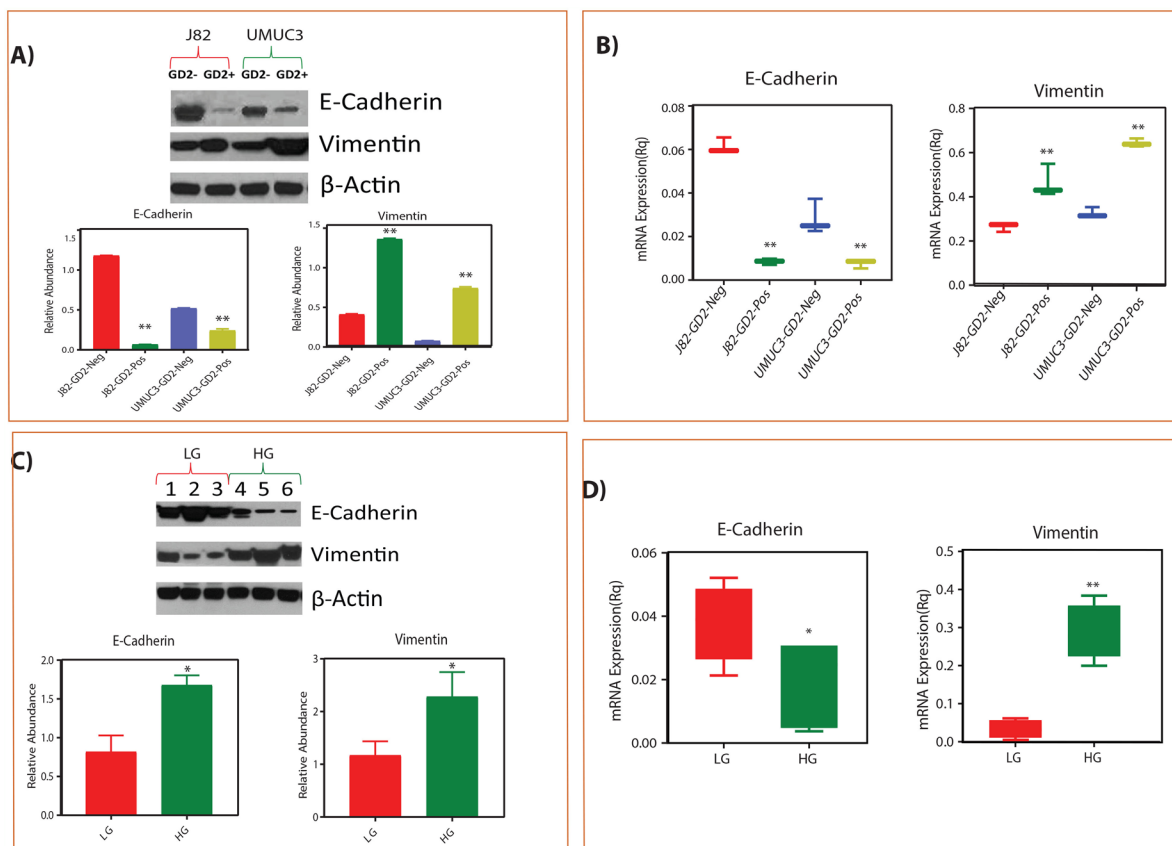 A)
J82 UMUC3
GD2- GD2+ GD2- GD2+
E-Cadherin
Vimentin
β-Actin
E-Cadherin
Relative Abundance
1.5
1.0
0.5
0.0
**
**
J82-GD2-Neg
J82-GD2-Pos
UMUC3-GD2-Neg
UMUC3-GD2-Pos
Vimentin
Relative Abundance
1.5
1.0
0.5
0.0
**
**
J82-GD2-Neg
J82-GD2-Pos
UMUC3-GD2-Neg
UMUC3-GD2-Pos
B)
E-Cadherin
mRNA Expression(Rq)
0.08
0.06
0.04
0.02
0.00
**
**
J82-GD2-Neg
J82-GD2-Pos
UMUC3-GD2-Neg
UMUC3-GD2-Pos
Vimentin
mRNA Expression(Rq)
0.8
0.6
0.4
0.2
0.0
**
**
J82-GD2-Neg
J82-GD2-Pos
UMUC3-GD2-Neg
UMUC3-GD2-Pos
C)
LG HG
1 2 3 4 5 6
E-Cadherin
Vimentin
β-Actin
E-Cadherin
Relative Abundance
2.0
1.5
1.0
0.5
0.0
*
LG
HG
Vimentin
Relative Abundance
3
2
1
0
*
LG
HG
D)
E-Cadherin
mRNA Expression(Rq)
0.06
0.04
0.02
0.00
*
LG
HG
Vimentin
mRNA Expression(Rq)
0.5
0.4
0.3
0.2
0.1
0.0
**
LG
HG